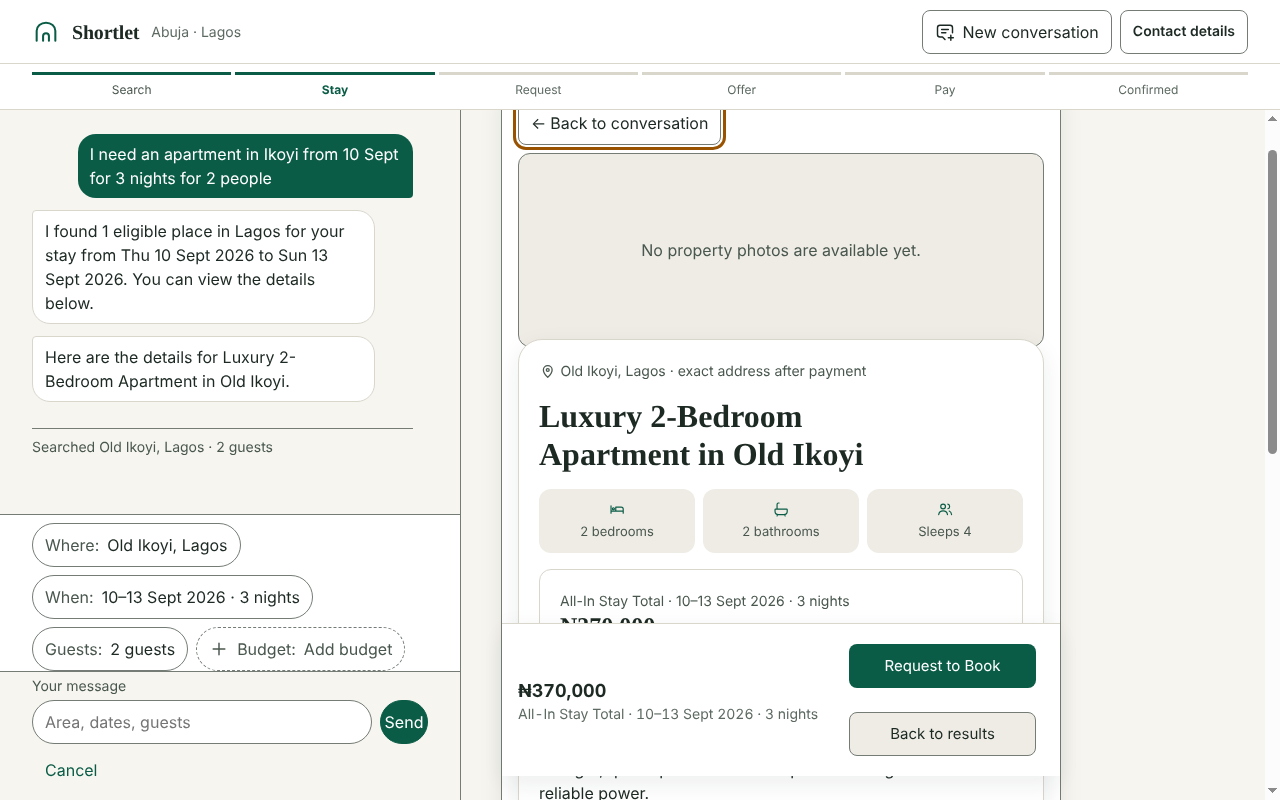 Shortlet
Abuja · Lagos
New conversation
Contact details
Search
Stay
Request
Offer
Pay
Confirmed
I need an apartment in Ikoyi from 10 Sept
for 3 nights for 2 people
I found 1 eligible place in Lagos for your
stay from Thu 10 Sept 2026 to Sun 13
Sept 2026. You can view the details
below.
Here are the details for Luxury 2-
Bedroom Apartment in Old Ikoyi.
Searched Old Ikoyi, Lagos · 2 guests
Where: Old Ikoyi, Lagos
When: 10–13 Sept 2026 · 3 nights
Guests: 2 guests
+ Budget: Add budget
Your message
Area, dates, guests
Send
Cancel
← Back to conversation
No property photos are available yet.
Old Ikoyi, Lagos · exact address after payment
Luxury 2-Bedroom
Apartment in Old Ikoyi
2 bedrooms
2 bathrooms
Sleeps 4
All-In Stay Total · 10–13 Sept 2026 · 3 nights
₦370,000
₦370,000
All-In Stay Total · 10–13 Sept 2026 · 3 nights
Request to Book
Back to results
reliable power.